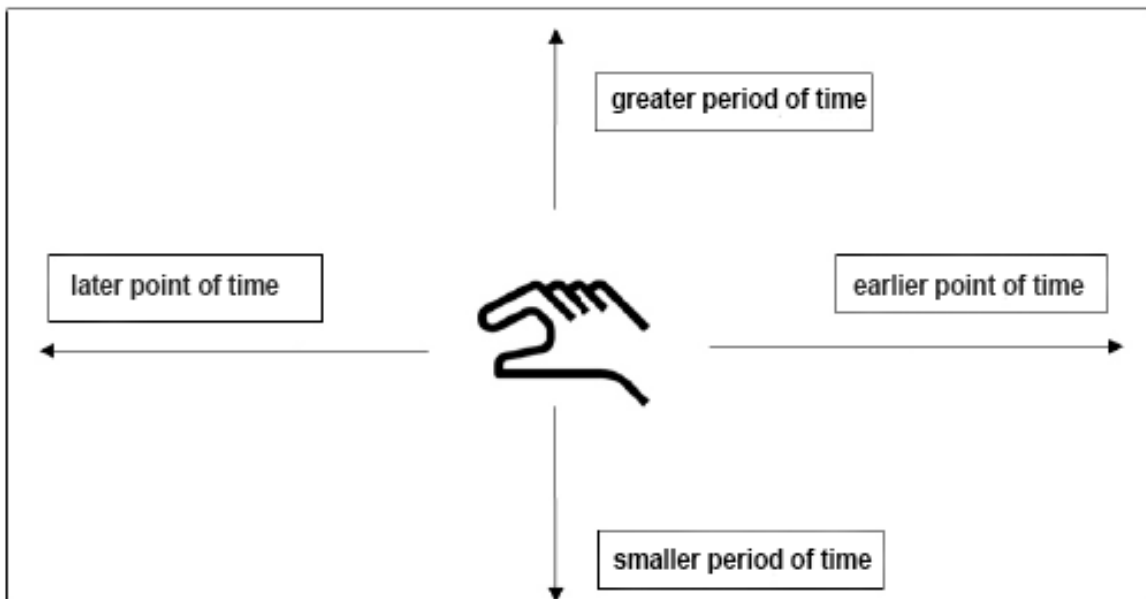 greater period of time
later point of time
earlier point of time
smaller period of time